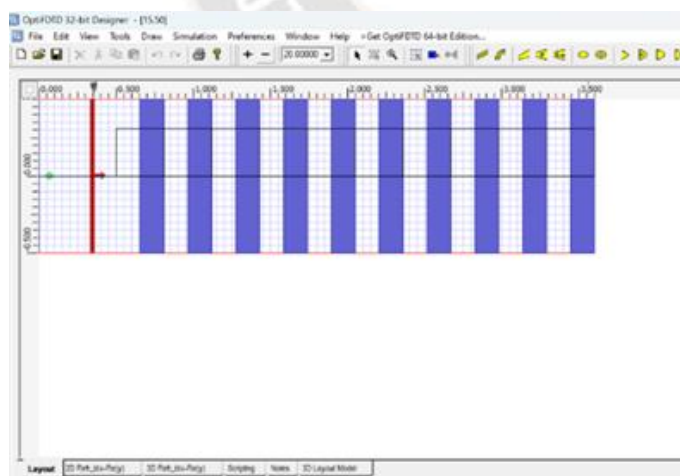 OptiFDTD 32-bit Designer - [15.50]
File Edit View Tools Draw Simulation Preferences Window Help +Get OptiFDTD 64-bit Edition...
20.00000
0.000 0.500 1.000 1.500 2.000 2.500 3.000 3.500
0.000
-0.500
Layout Scripting Notes 3D Layout Model